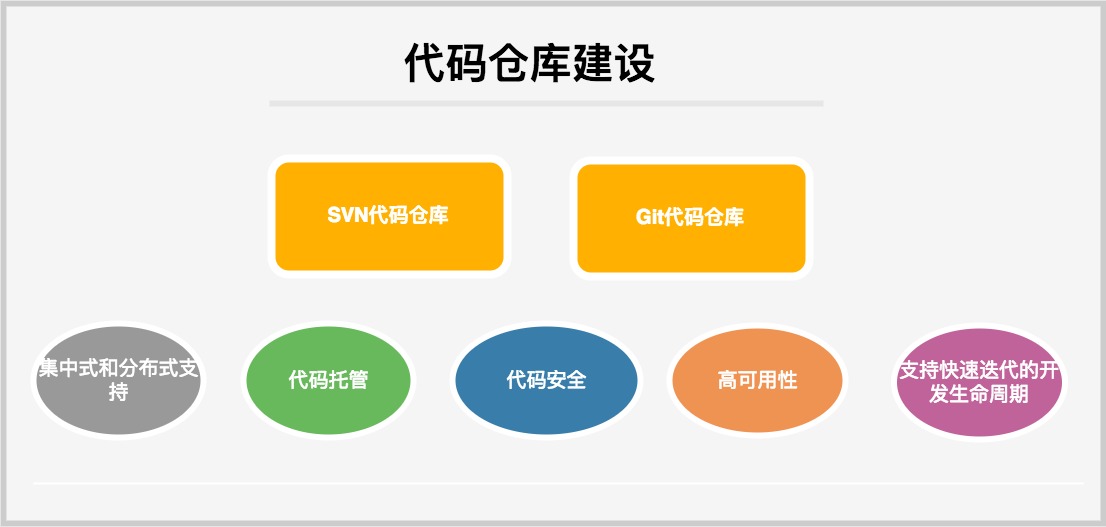 代码仓库建设
SVN代码仓库
Git代码仓库
集中式和分布式支
持
代码托管
代码安全
高可用性
支持快速迭代的开
发生命周期